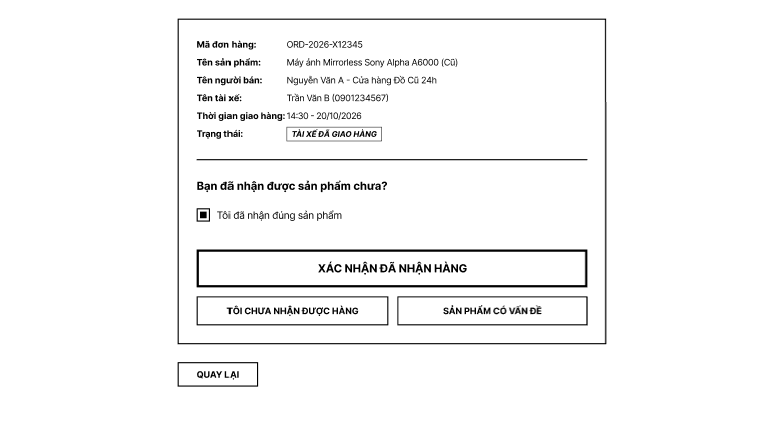 Mã đơn hàng: ORD-2026-X12345
Tên sản phẩm: Máy ảnh Mirrorless Sony Alpha A6000 (Cũ)
Tên người bán: Nguyễn Văn A - Cửa hàng Đồ Cũ 24h
Tên tài xế: Trần Văn B (0901234567)
Thời gian giao hàng: 14:30 - 20/10/2026
Trạng thái: TÀI XẾ ĐÃ GIAO HÀNG
Bạn đã nhận được sản phẩm chưa?
Tôi đã nhận đúng sản phẩm
XÁC NHẬN ĐÃ NHẬN HÀNG
TÔI CHƯA NHẬN ĐƯỢC HÀNG SẢN PHẨM CÓ VẤN ĐỀ
QUAY LẠI